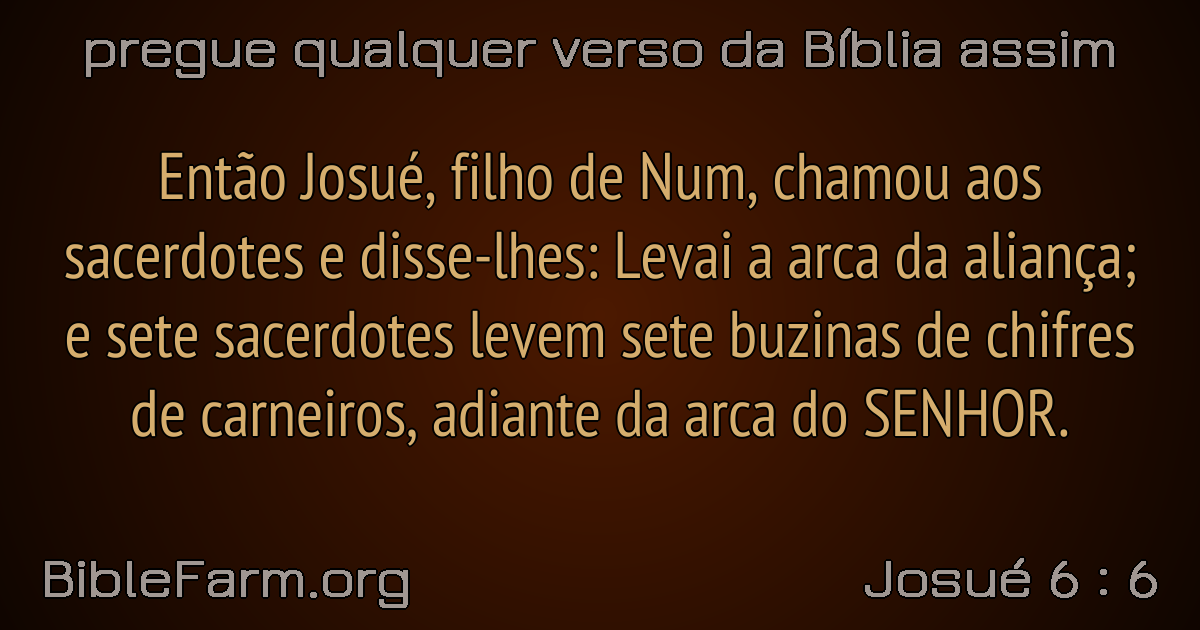 pregue qualquer verso da Bíblia assim
Então Josué, filho de Num, chamou aos
sacerdotes e disse-lhes: Levai a arca da aliança;
e sete sacerdotes levem sete buzinas de chifres
de carneiros, adiante da arca do SENHOR.
BibleFarm.org
Josué 6 : 6